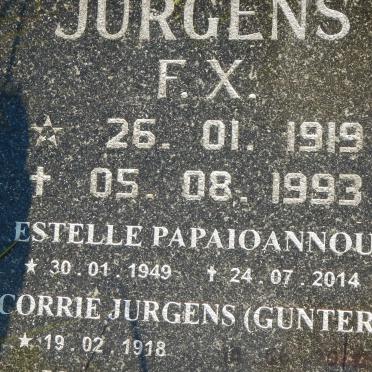 JURGENS
F. X.
☆ 26. 01. 1919
✝ 05. 08. 1993
ESTELLE PAPAIOANNOU
★ 30.01.1949 ✝ 24.07.2014
CORRIE JURGENS (GUNTER
★ 19.02.1918